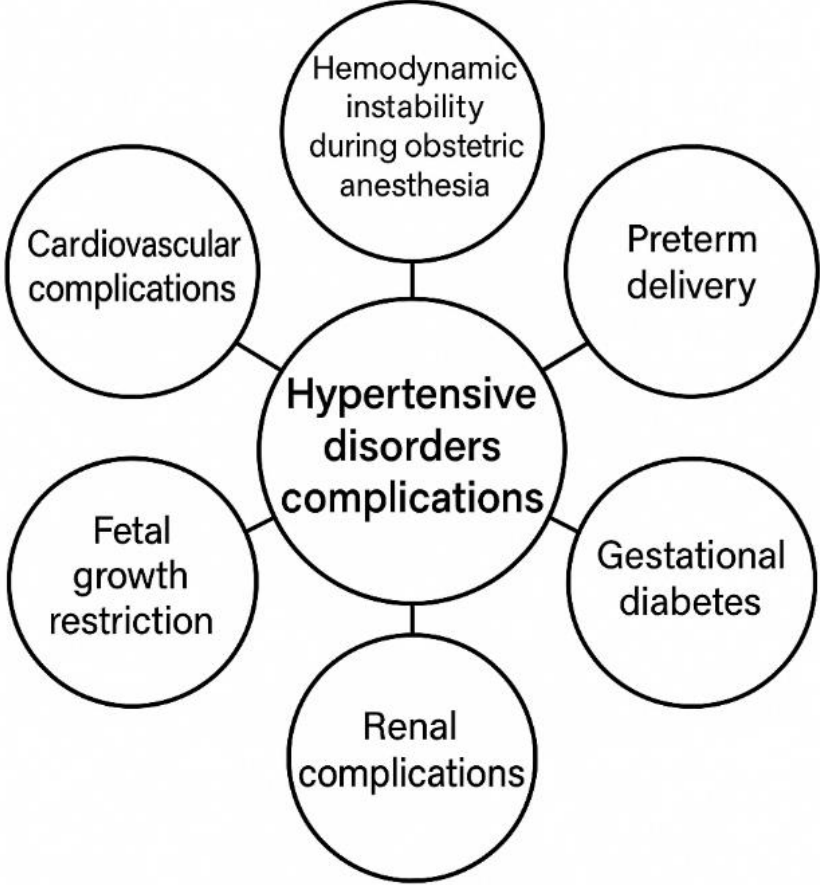 Hemodynamic
instability
during obstetric
anesthesia
Cardiovascular
complications
Preterm
delivery
Hypertensive
disorders
complications
Fetal
growth
restriction
Gestational
diabetes
Renal
complications